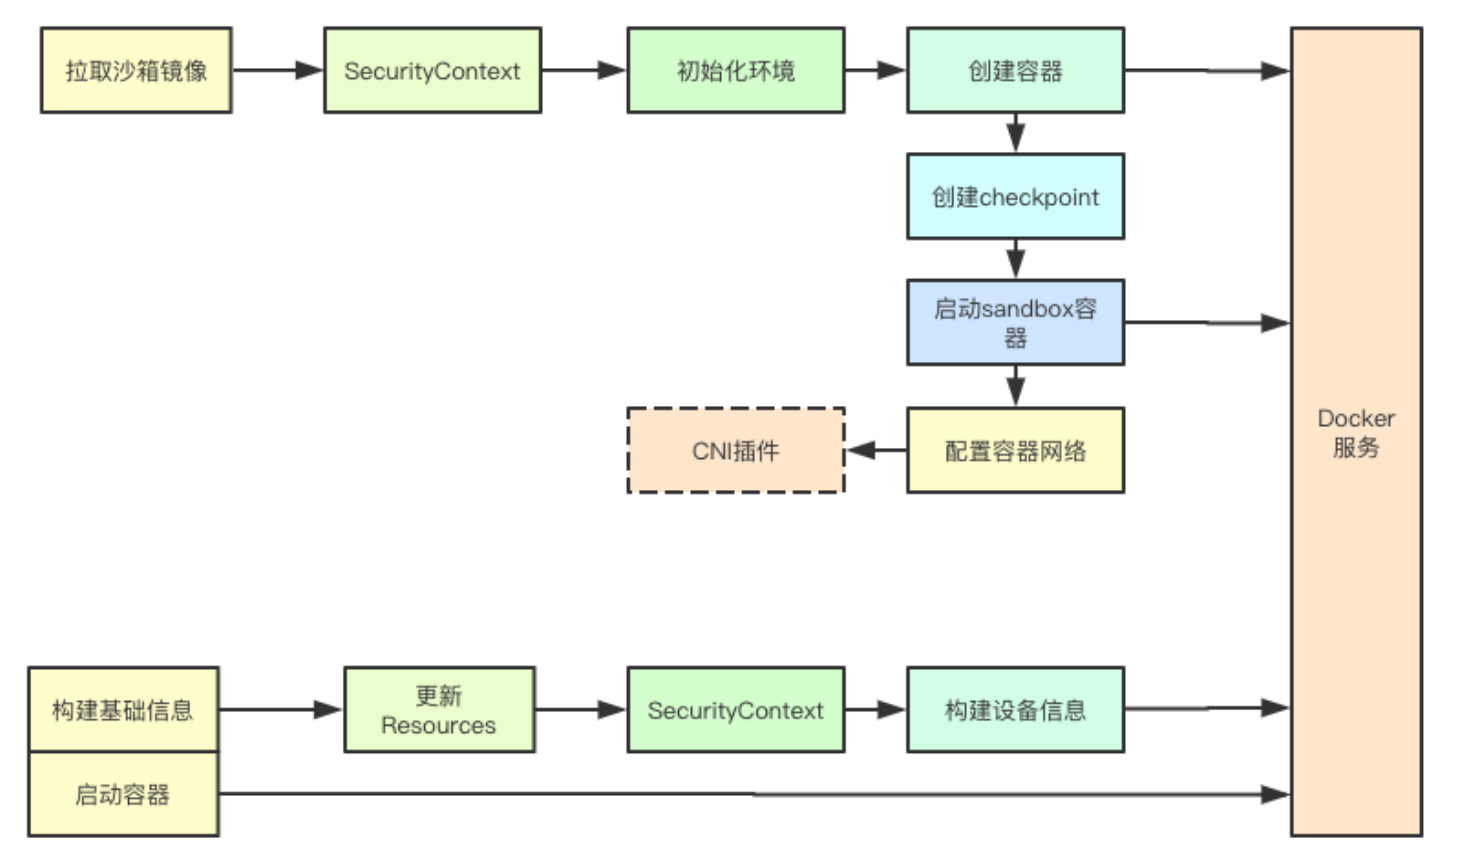 拉取沙箱镜像
SecurityContext
初始化环境
创建容器
创建checkpoint
启动sandbox容
器
Docker
服务
CNI插件
配置容器网络
构建基础信息
更新
Resources
SecurityContext
构建设备信息
启动容器